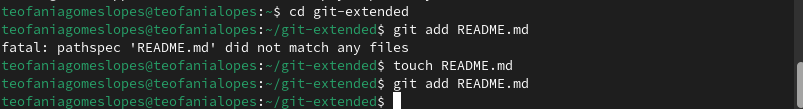 teofaniagomeslopes@teofanialopes:~$ cd git-extended
teofaniagomeslopes@teofanialopes:~/git-extended$ git add README.md
fatal: pathspec 'README.md' did not match any files
teofaniagomeslopes@teofanialopes:~/git-extended$ touch README.md
teofaniagomeslopes@teofanialopes:~/git-extended$ git add README.md
teofaniagomeslopes@teofanialopes:~/git-extended$